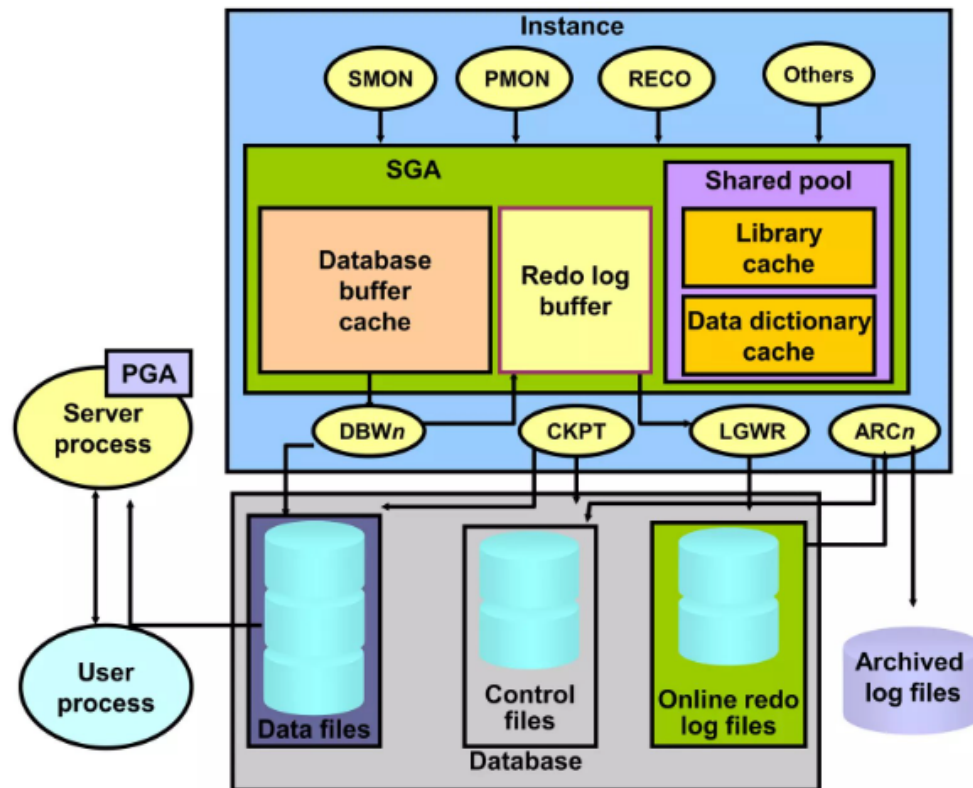 Instance
SMON
PMON
RECO
Others
SGA
Shared pool
Database
buffer
cache
Redo log
buffer
Library
cache
Data dictionary
cache
PGA
Server
process
DBWn
CKPT
LGWR
ARCn
User
process
Data files
Control
files
Online redo
log files
Archived
log files
Database